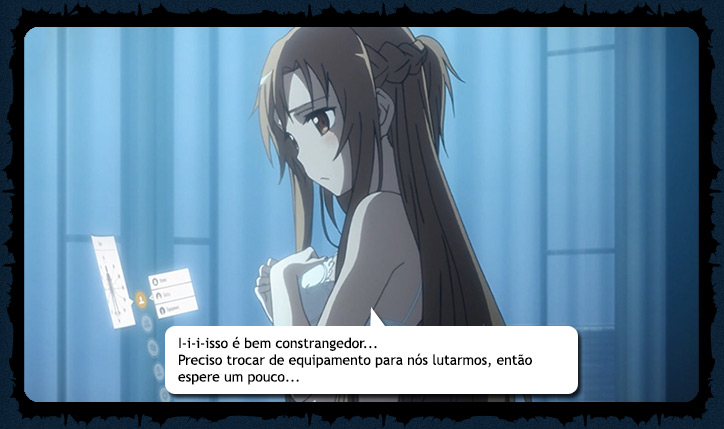 I-i-i-isso é bem constrangedor...
Preciso trocar de equipamento para nós lutarmos, então
espere um pouco...